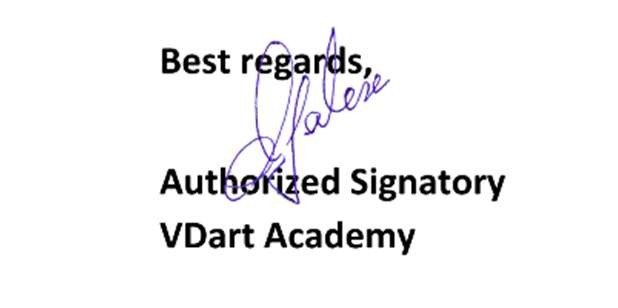 Best regards,
Authorized Signatory
VDart Academy